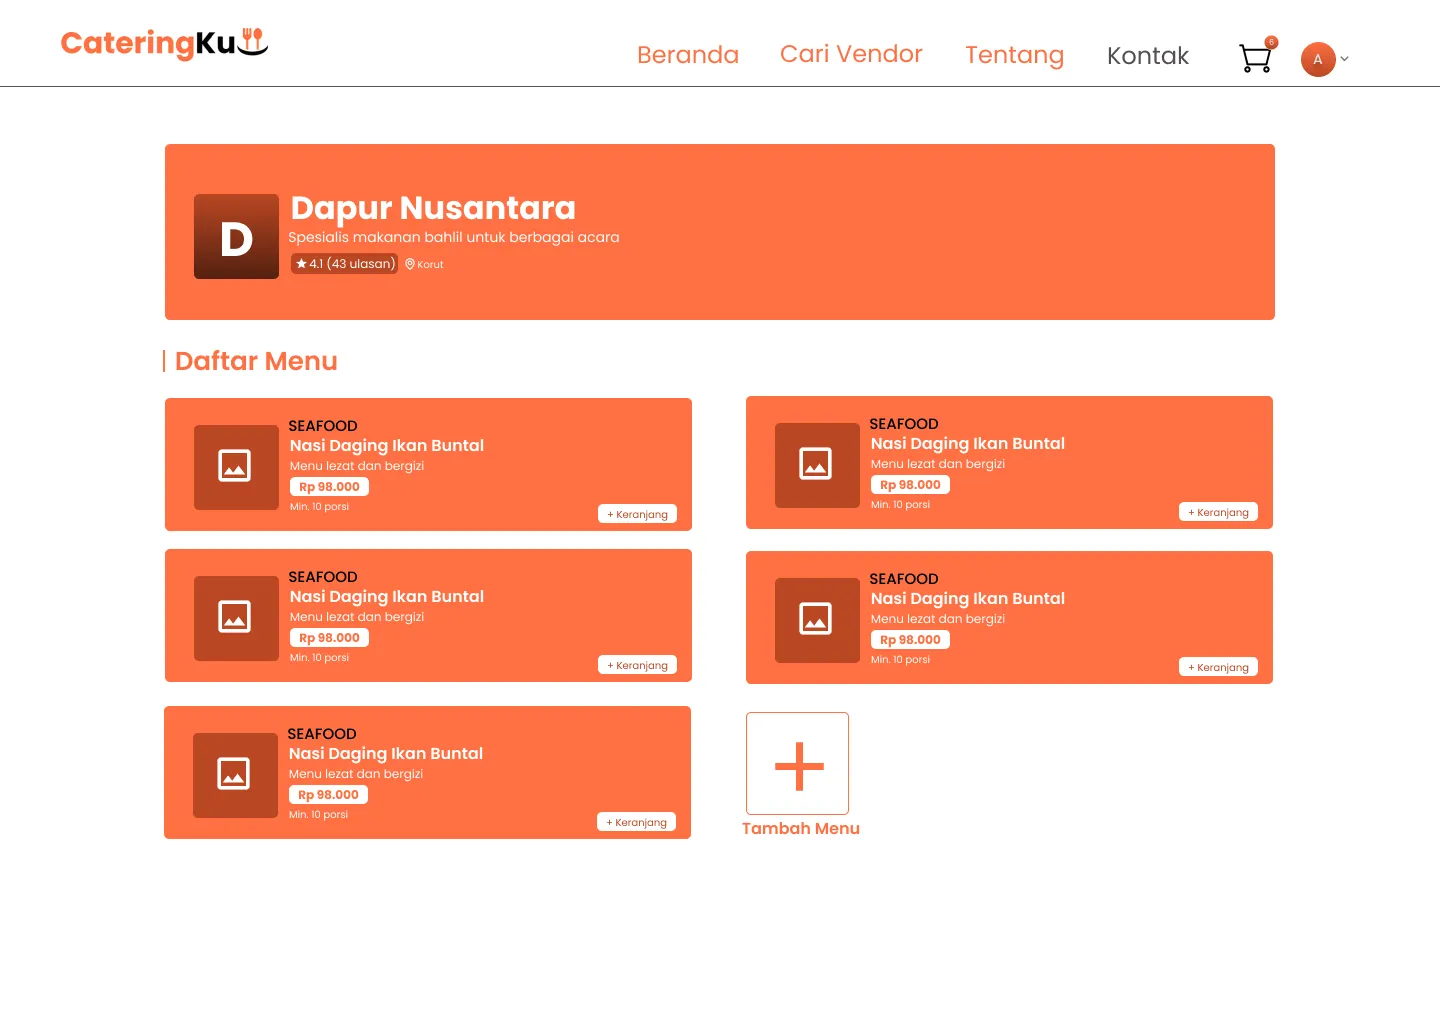 CateringKu
Beranda
Cari Vendor
Tentang
Kontak
6
A
D
Dapur Nusantara
Spesialis makanan bahlil untuk berbagai acara
4.1 (43 ulasan)
Korut
Daftar Menu
SEAFOOD
Nasi Daging Ikan Buntal
Menu lezat dan bergizi
Rp 98.000
Min. 10 porsi
+ Keranjang
SEAFOOD
Nasi Daging Ikan Buntal
Menu lezat dan bergizi
Rp 98.000
Min. 10 porsi
+ Keranjang
SEAFOOD
Nasi Daging Ikan Buntal
Menu lezat dan bergizi
Rp 98.000
Min. 10 porsi
+ Keranjang
SEAFOOD
Nasi Daging Ikan Buntal
Menu lezat dan bergizi
Rp 98.000
Min. 10 porsi
+ Keranjang
SEAFOOD
Nasi Daging Ikan Buntal
Menu lezat dan bergizi
Rp 98.000
Min. 10 porsi
+ Keranjang
Tambah Menu